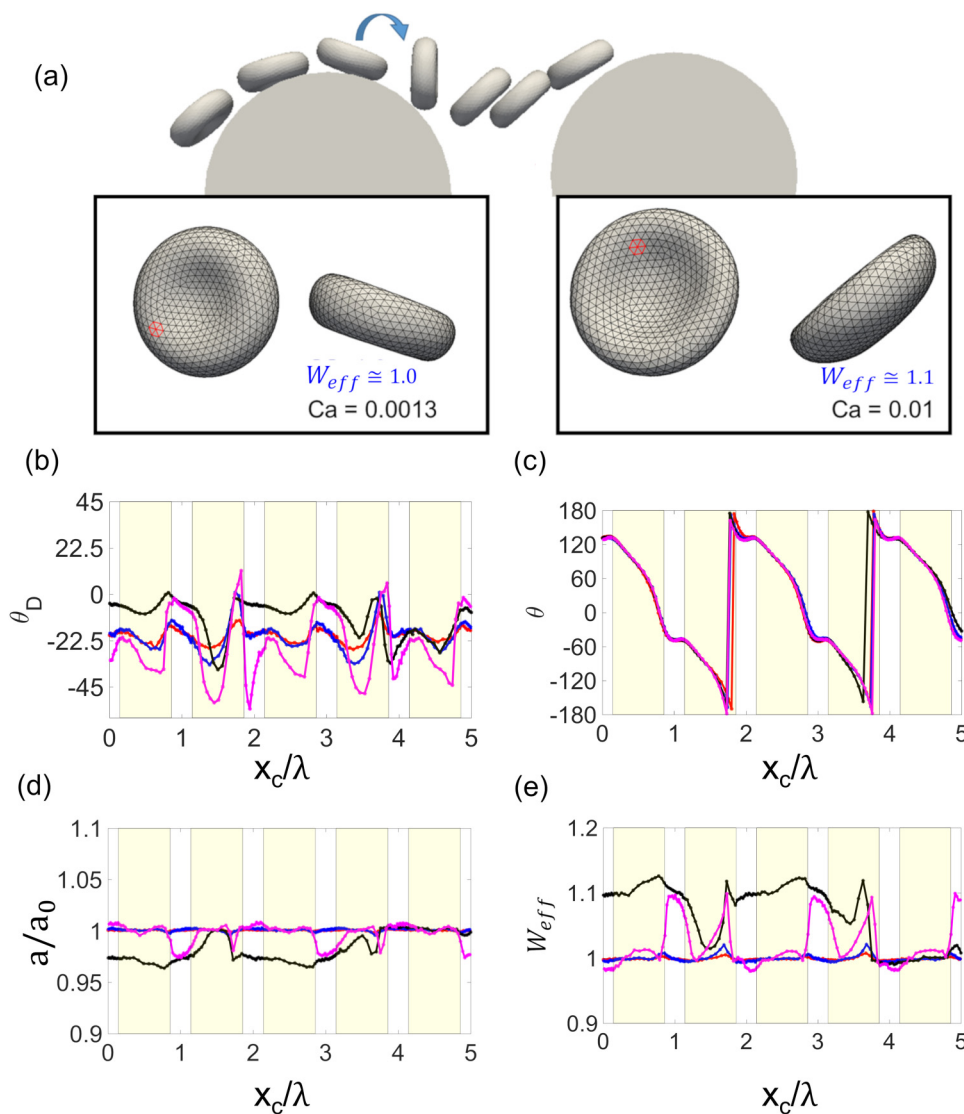 (a)
W_eff ≅ 1.0
Ca = 0.0013
W_eff ≅ 1.1
Ca = 0.01
(b)
θ_D
45
22.5
0
-22.5
-45
0 1 2 3 4 5
x_c/λ
(c)
θ
180
120
60
0
-60
-120
-180
0 1 2 3 4 5
x_c/λ
(d)
a/a_0
1.1
1.05
1
0.95
0.9
0 1 2 3 4 5
x_c/λ
(e)
W_eff
1.2
1.1
1
0.9
0 1 2 3 4 5
x_c/λ